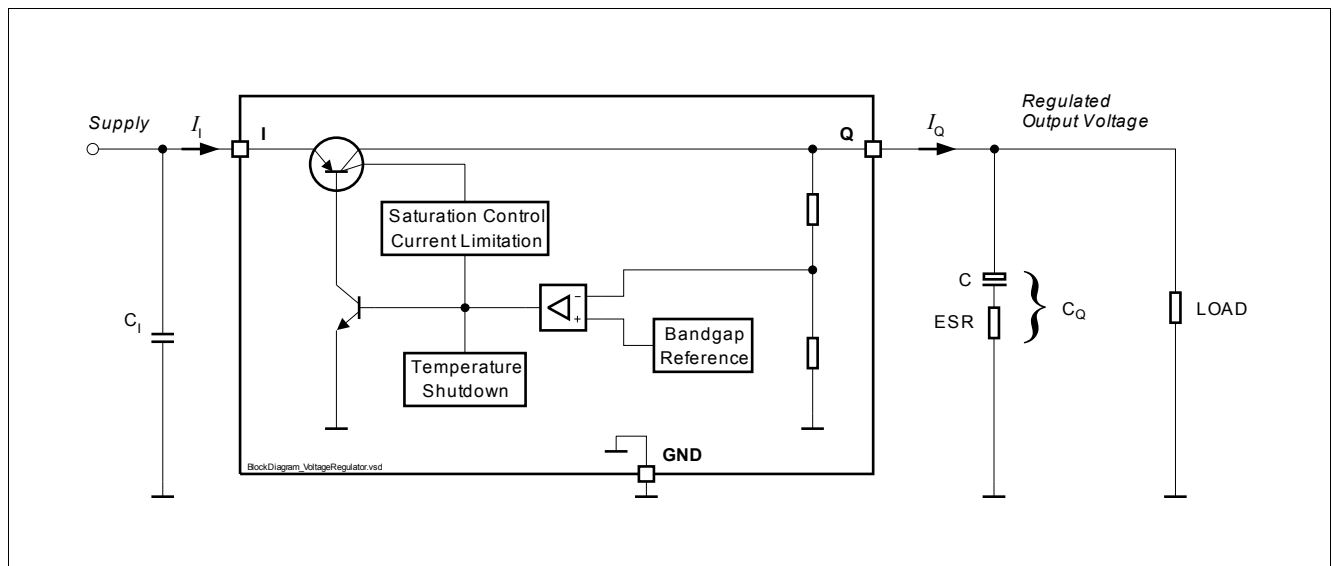 Supply
I_I
I
Q
I_Q
Regulated
Output Voltage
Saturation Control
Current Limitation
C
ESR
C_Q
LOAD
C_I
-
+
Bandgap
Reference
Temperature
Shutdown
GND
BlockDiagram_VoltageRegulator.vsd